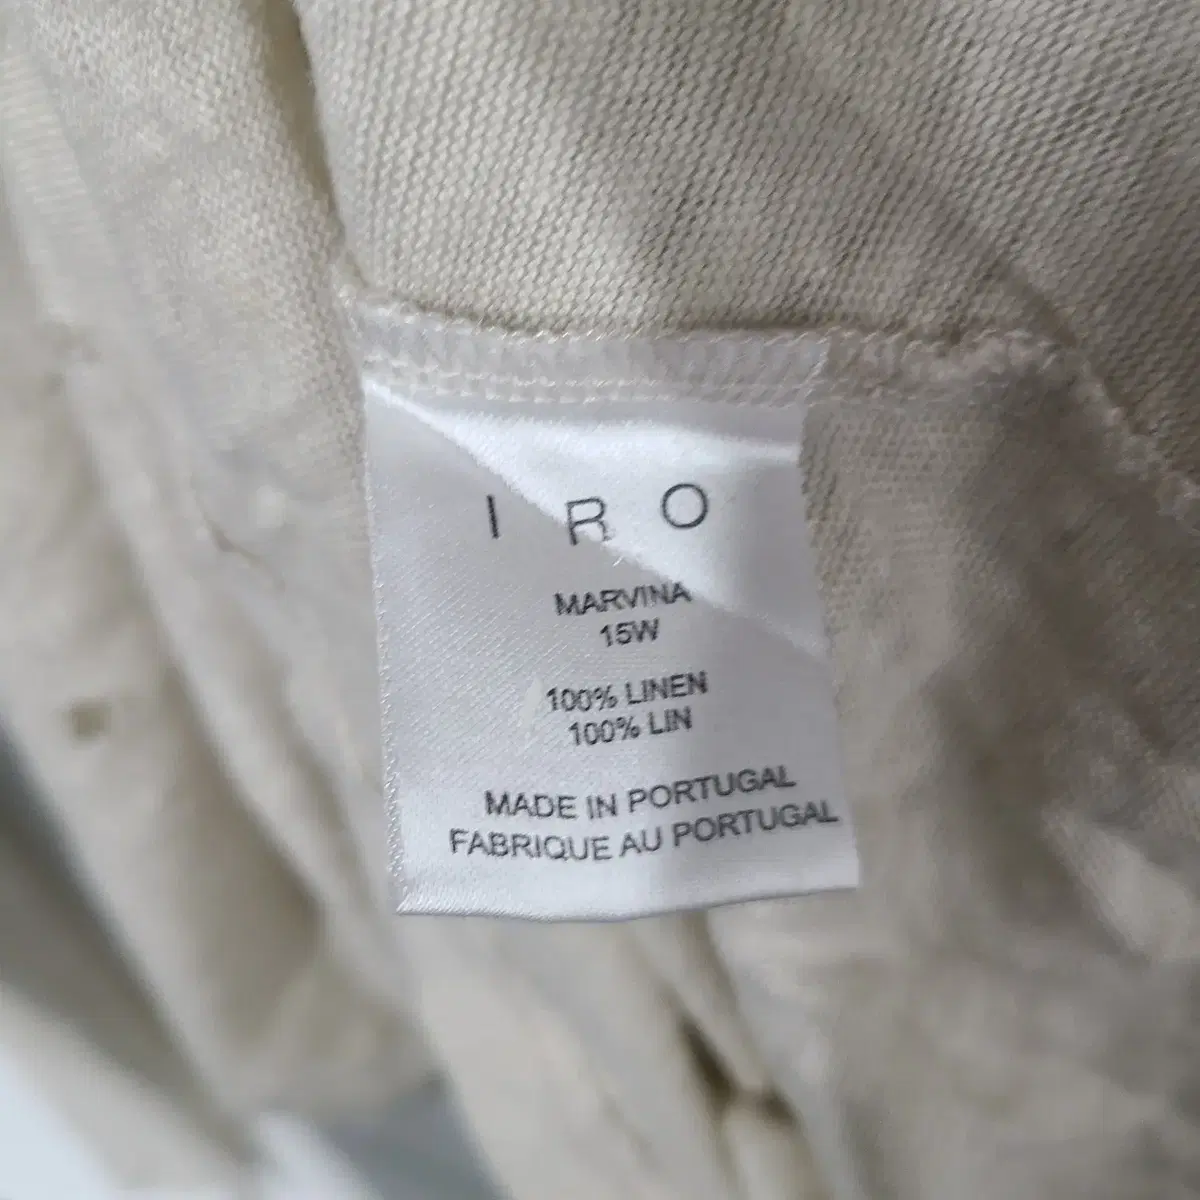 IRO
MARVINA
15W
100% LINEN
100% LIN
MADE IN PORTUGAL
FABRIQUE AU PORTUGAL